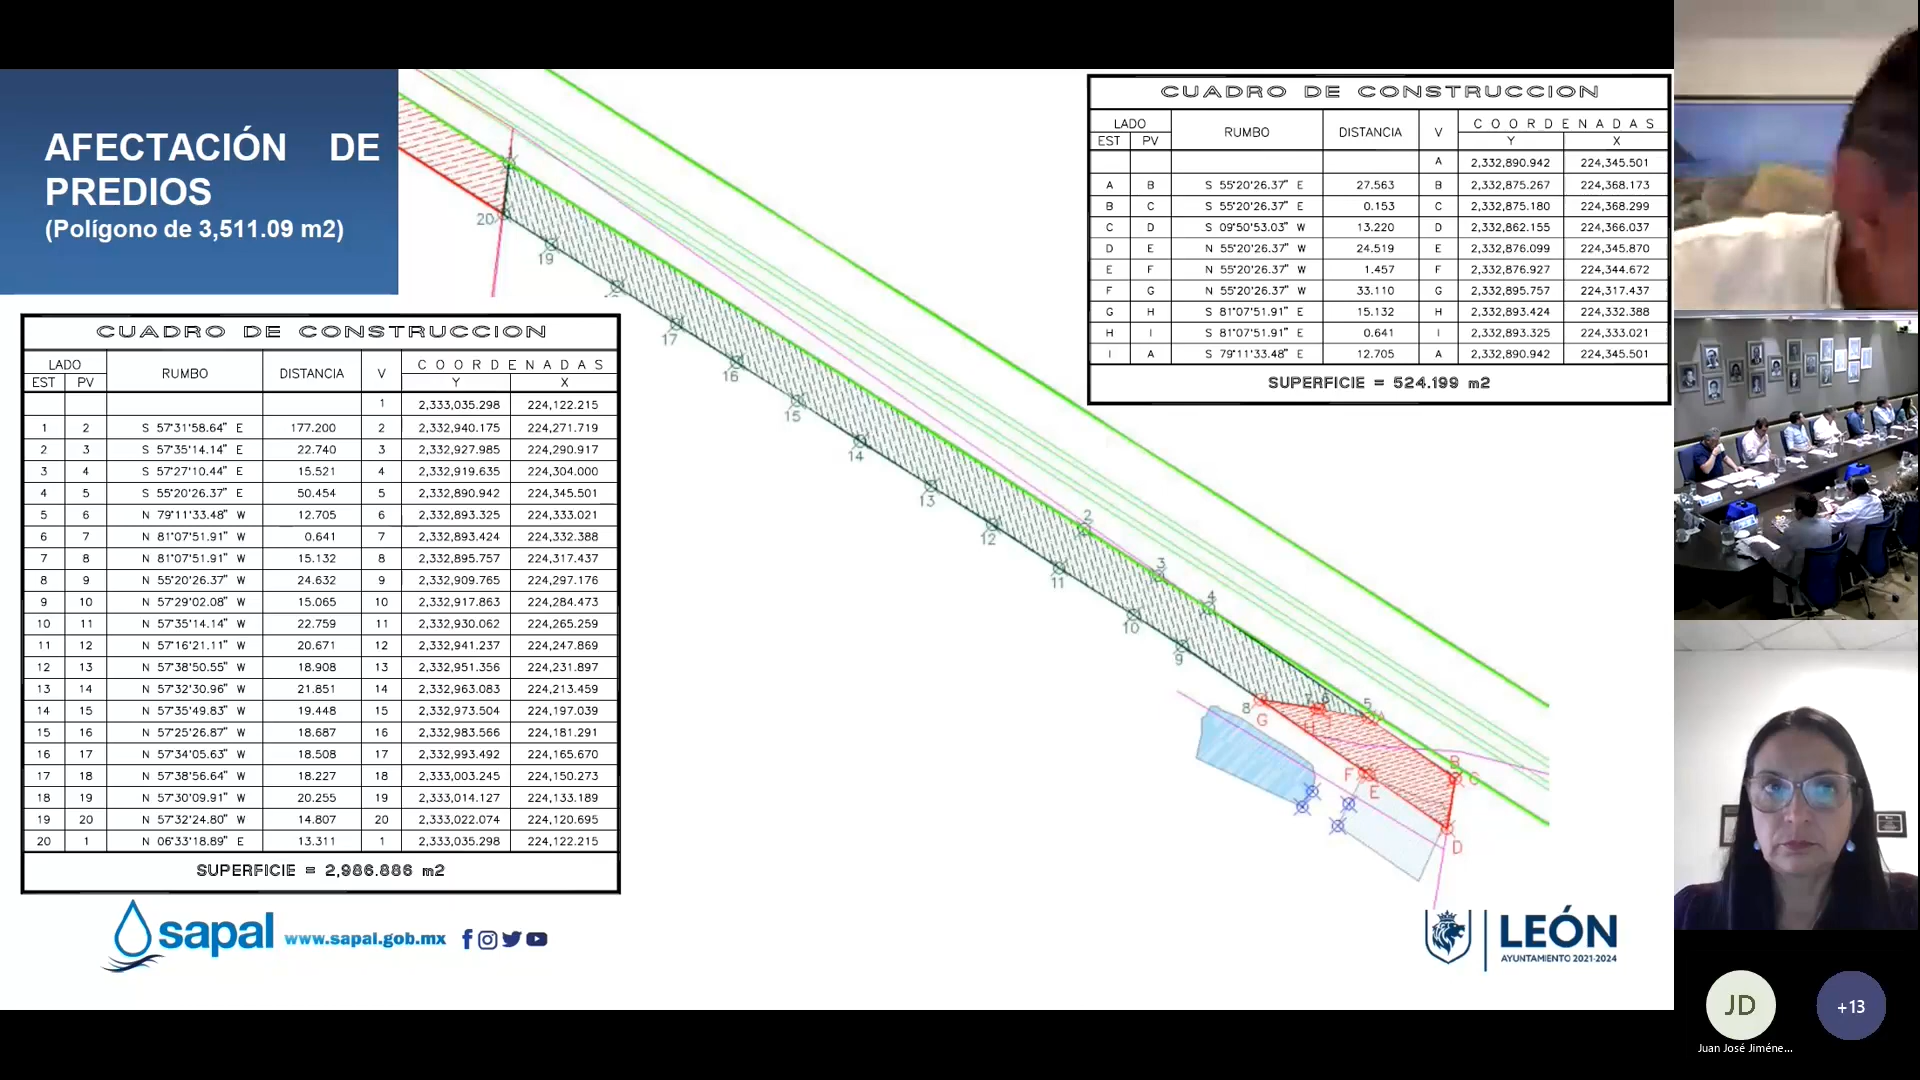 AFECTACIÓN DE
PREDIOS
(Polígono de 3,511.09 m2)
CUADRO DE CONSTRUCCION
LADO RUMBO DISTANCIA V COORDENADAS
EST PV Y X
1 2,333,035.298 224,122.215
1 2 S 57°31'58.64" E 177.200 2 2,332,940.175 224,271.719
2 3 S 57°35'14.14" E 22.740 3 2,332,927.985 224,290.917
3 4 S 57°27'10.44" E 15.521 4 2,332,919.635 224,304.000
4 5 S 55°20'26.37" E 50.454 5 2,332,890.942 224,345.501
5 6 N 79°11'33.48" W 12.705 6 2,332,893.325 224,333.021
6 7 N 81°07'51.91" W 0.641 7 2,332,893.424 224,332.388
7 8 N 81°07'51.91" W 15.132 8 2,332,895.757 224,317.437
8 9 N 55°20'26.37" W 24.632 9 2,332,909.765 224,297.176
9 10 N 57°29'02.08" W 15.065 10 2,332,917.863 224,284.473
10 11 N 57°35'14.14" W 22.759 11 2,332,930.062 224,265.259
11 12 N 57°16'21.11" W 20.671 12 2,332,941.237 224,247.869
12 13 N 57°38'50.55" W 18.908 13 2,332,951.356 224,231.897
13 14 N 57°32'30.96" W 21.851 14 2,332,963.083 224,213.459
14 15 N 57°35'49.83" W 19.448 15 2,332,973.504 224,197.039
15 16 N 57°25'26.87" W 18.687 16 2,332,983.566 224,181.291
16 17 N 57°34'05.63" W 18.508 17 2,332,993.492 224,165.670
17 18 N 57°38'56.64" W 18.227 18 2,333,003.245 224,150.273
18 19 N 57°30'09.91" W 20.255 19 2,333,014.127 224,133.189
19 20 N 57°32'24.80" W 14.807 20 2,333,022.074 224,120.695
20 1 N 06°33'18.89" E 13.311 1 2,333,035.298 224,122.215
SUPERFICIE = 2,986.886 m2
CUADRO DE CONSTRUCCION
LADO RUMBO DISTANCIA V COORDENADAS
EST PV Y X
A 2,332,890.942 224,345.501
A B S 55°20'26.37" E 27.563 B 2,332,875.267 224,368.173
B C S 55°20'26.37" E 0.153 C 2,332,875.180 224,368.299
C D S 09°50'53.03" W 13.220 D 2,332,862.155 224,366.037
D E N 55°20'26.37" W 24.519 E 2,332,876.099 224,345.870
E F N 55°20'26.37" W 1.457 F 2,332,876.927 224,344.672
F G N 55°20'26.37" W 33.110 G 2,332,895.757 224,317.437
G H S 81°07'51.91" E 15.132 H 2,332,893.424 224,332.388
H I S 81°07'51.91" E 0.641 I 2,332,893.325 224,333.021
I A S 79°11'33.48" E 12.705 A 2,332,890.942 224,345.501
SUPERFICIE = 524.199 m2
20
19
17
16
15
14
13
12
11
10
9
2
3
4
5
8
G
H
F
E
B
C
D
sapal www.sapal.gob.mx
LEÓN
AYUNTAMIENTO 2021-2024
JD
+13
Juan José Jiméne...